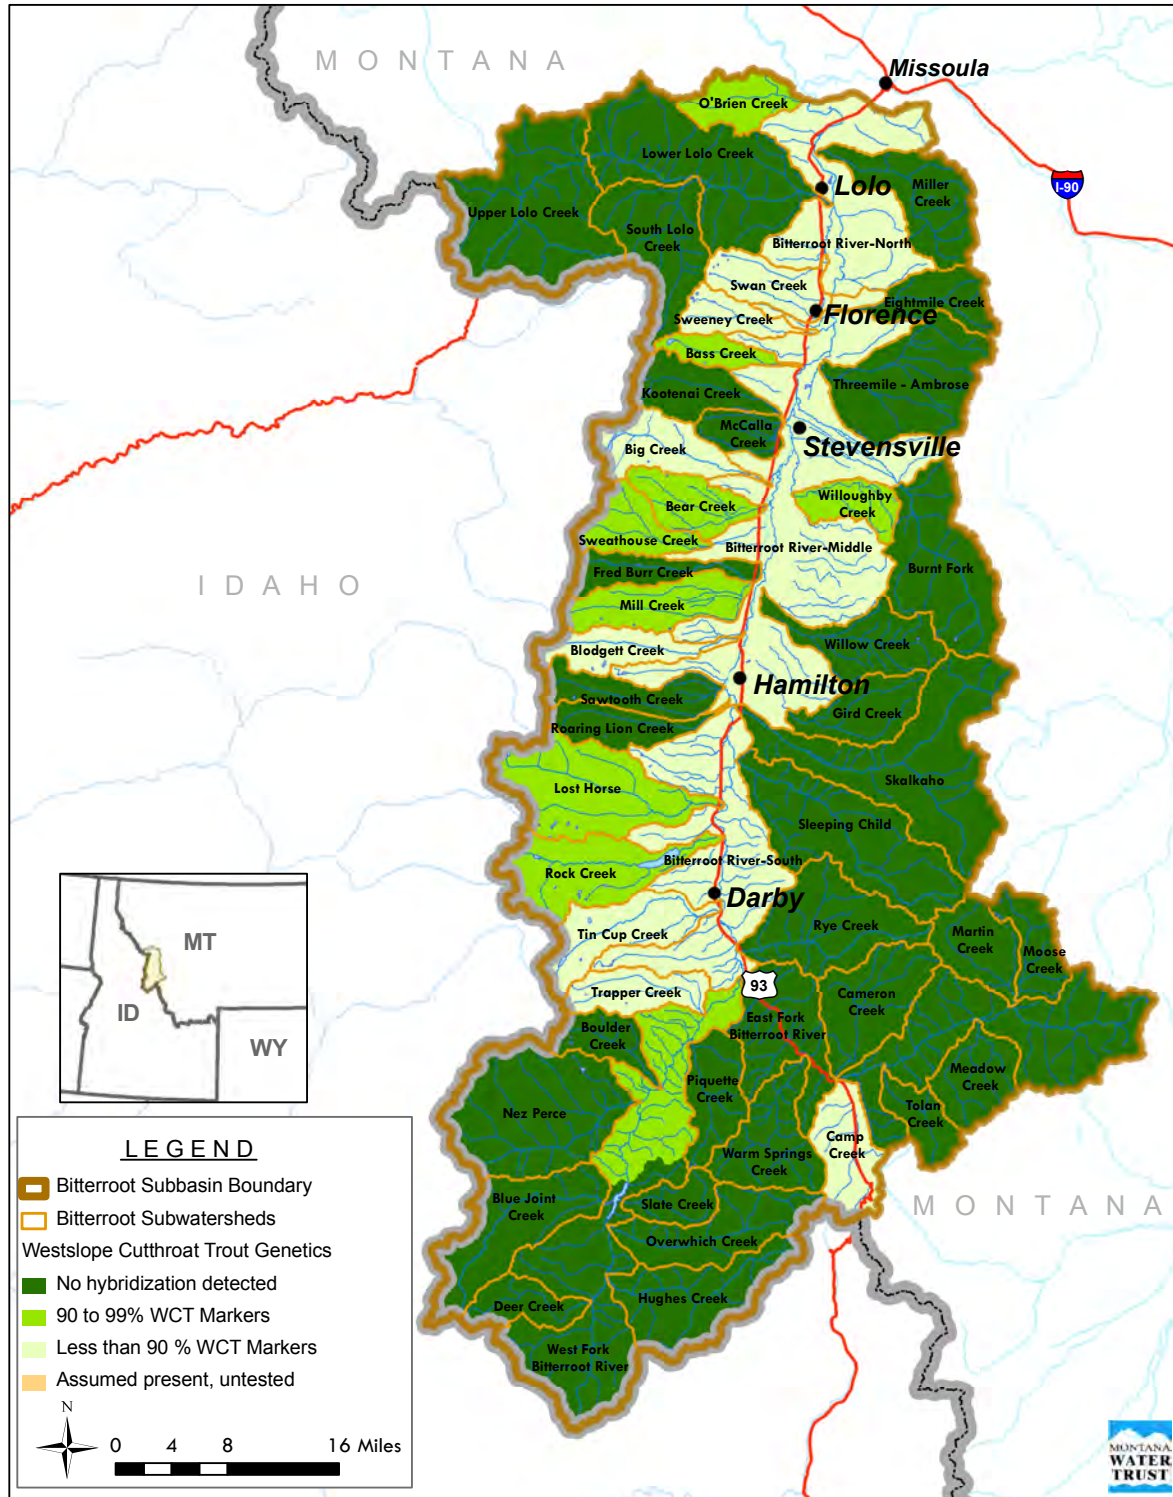 MONTANA
Missoula
O'Brien Creek
Lower Lolo Creek
Lolo
Miller
Creek
I-90
Upper Lolo Creek
South Lolo
Creek
Bitterroot River-North
Swan Creek
Eightmile Creek
Florence
Sweeney Creek
Bass Creek
Kootenai Creek
Threemile - Ambrose
McCalla
Creek
Stevensville
Big Creek
Willoughby
Creek
Bear Creek
Sweathouse Creek
Bitterroot River-Middle
Fred Burr Creek
Burnt Fork
IDAHO
Mill Creek
Willow Creek
Blodgett Creek
Hamilton
Sawtooth Creek
Gird Creek
Roaring Lion Creek
Skalkaho
Lost Horse
Sleeping Child
Bitterroot River-South
Rock Creek
Darby
Tin Cup Creek
Rye Creek
Martin
Creek
Moose
Creek
MT
ID
WY
Trapper Creek
93
Cameron
Creek
East Fork
Bitterroot River
Boulder
Creek
Meadow
Creek
Piquette
Creek
Tolan
Creek
Nez Perce
Camp
Creek
Warm Springs
Creek
Blue Joint
Creek
Slate Creek
MONTANA
Overwhich Creek
Hughes Creek
Deer Creek
West Fork
Bitterroot River
LEGEND
Bitterroot Subbasin Boundary
Bitterroot Subwatersheds
Westslope Cutthroat Trout Genetics
No hybridization detected
90 to 99% WCT Markers
Less than 90 % WCT Markers
Assumed present, untested
N
0 4 8 16 Miles
MONTANA
WATER
TRUST